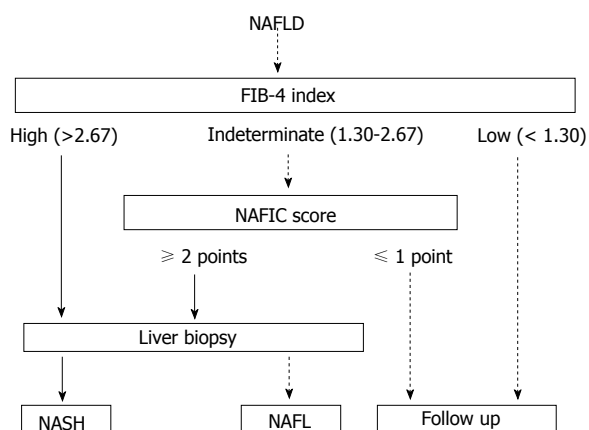 NAFLD
FIB-4 index
High (>2.67) Indeterminate (1.30-2.67) Low (< 1.30)
NAFIC score
≥ 2 points ≤ 1 point
Liver biopsy
NASH NAFL Follow up